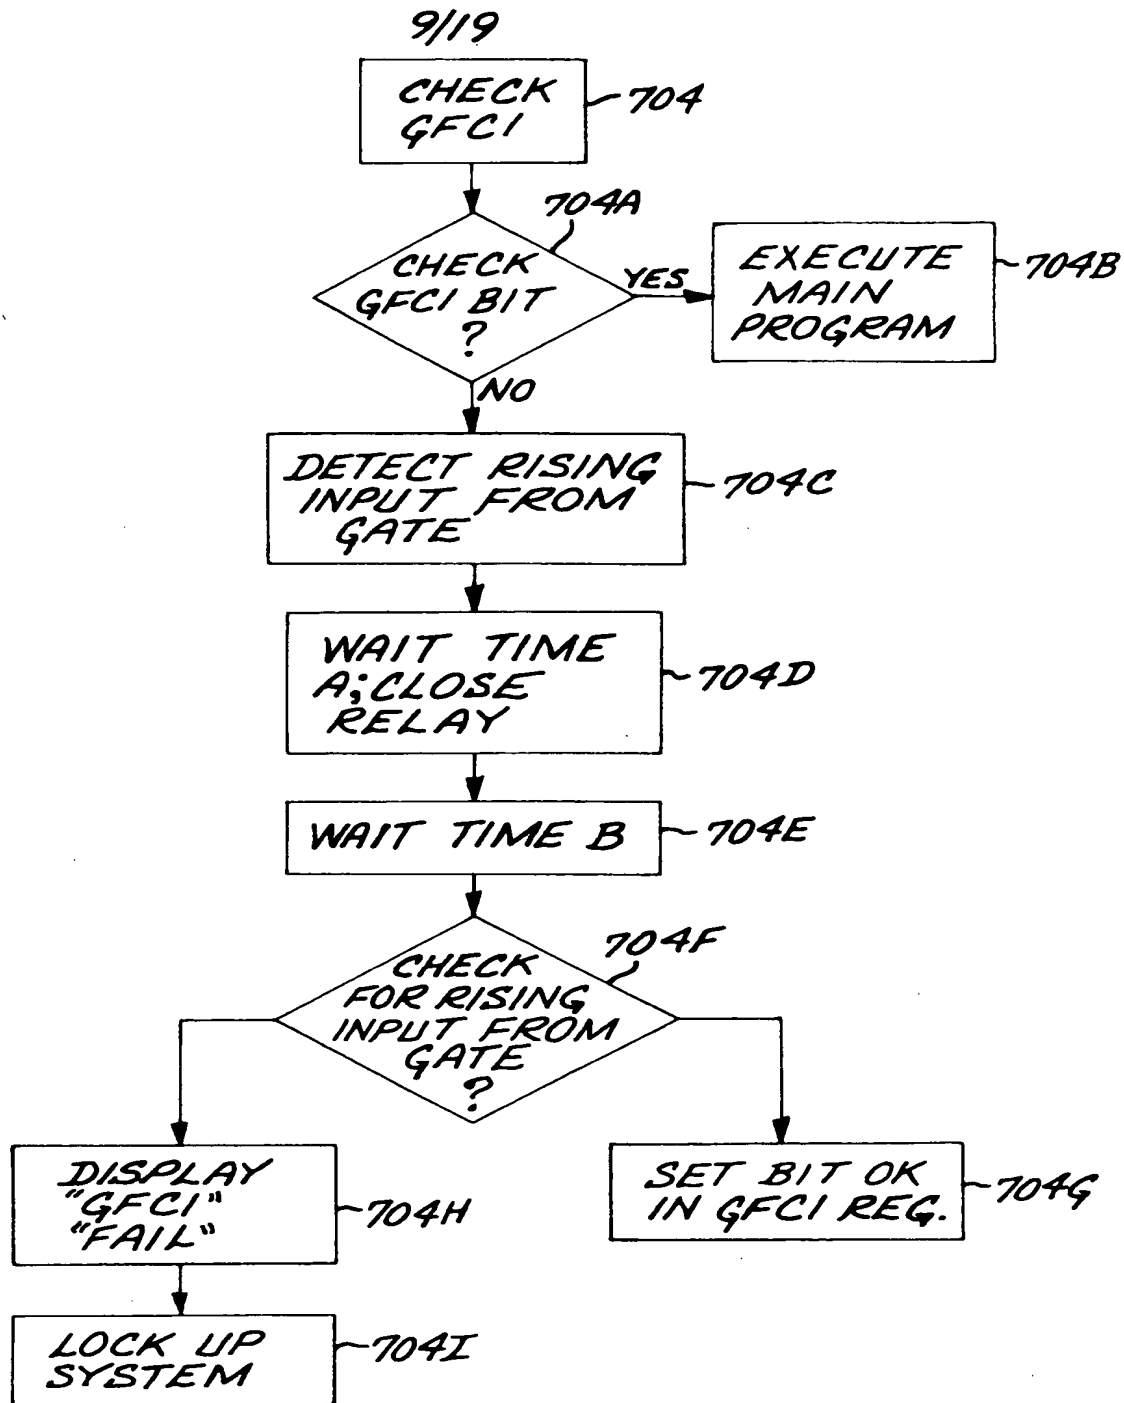 9/19
CHECK
GFCI
704
704A
CHECK
GFCI BIT
?
YES
EXECUTE
MAIN
PROGRAM
704B
NO
DETECT RISING
INPUT FROM
GATE
704C
WAIT TIME
A; CLOSE
RELAY
704D
WAIT TIME B
704E
704F
CHECK
FOR RISING
INPUT FROM
GATE
?
DISPLAY
"GFCI"
"FAIL"
704H
SET BIT OK
IN GFCI REG.
704G
LOCK UP
SYSTEM
704I